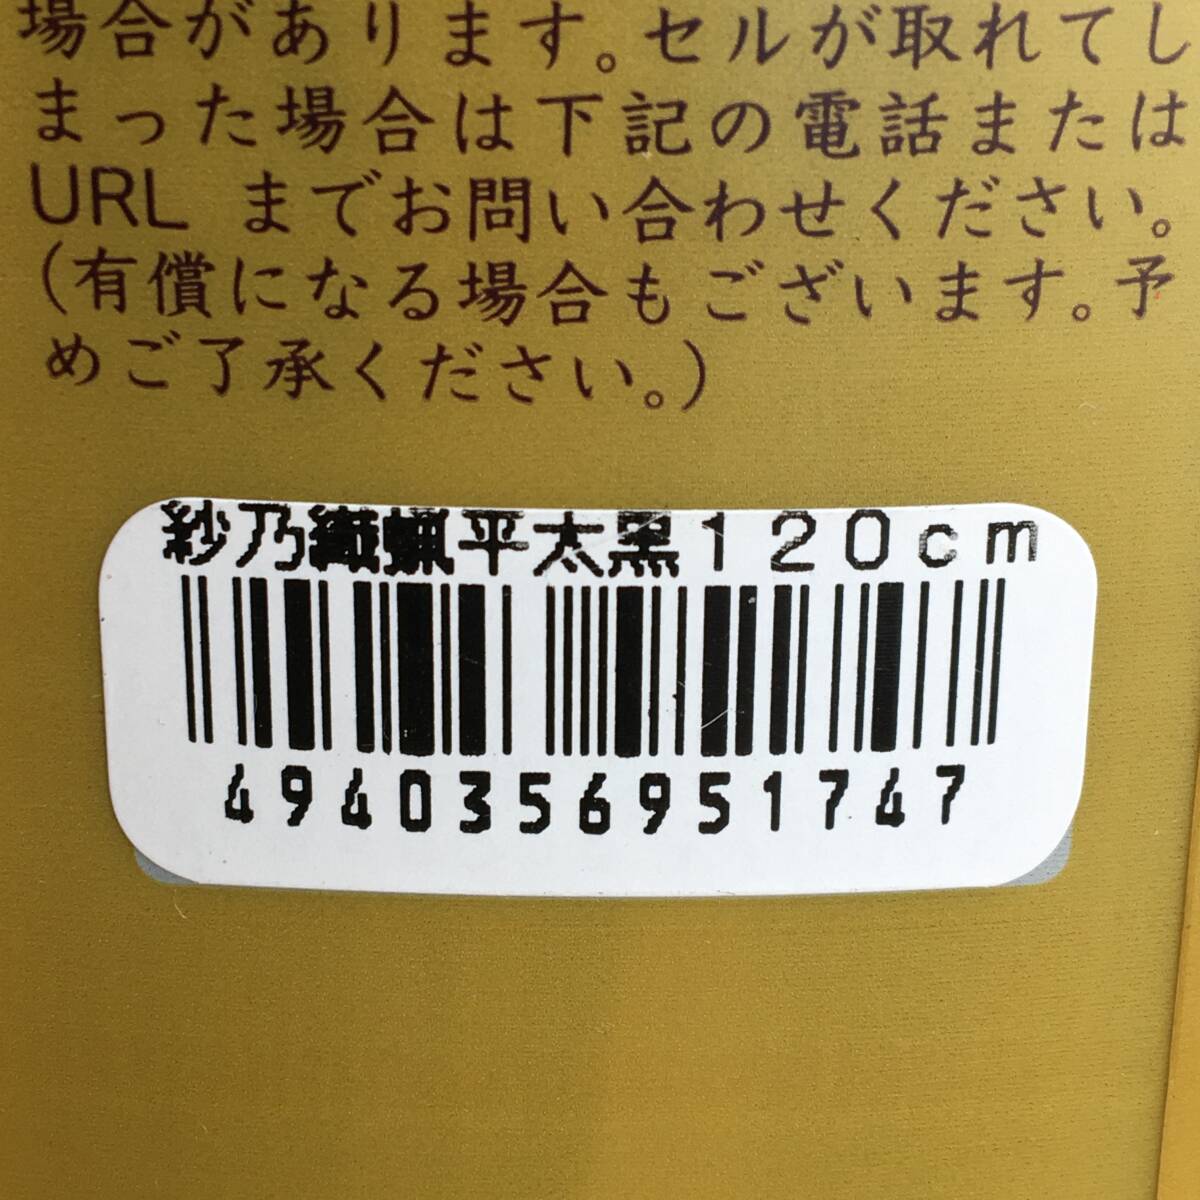 場合があります。セルが取れてし
まった場合は下記の電話または
URL までお問い合わせください。
（有償になる場合もございます。予
めご了承ください。）
紗乃織蝋平太黒120cm
4940356951747